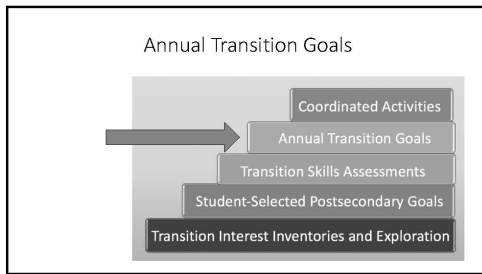 Annual Transition Goals
Coordinated Activities
Annual Transition Goals
Transition Skills Assessments
Student-Selected Postsecondary Goals
Transition Interest Inventories and Exploration